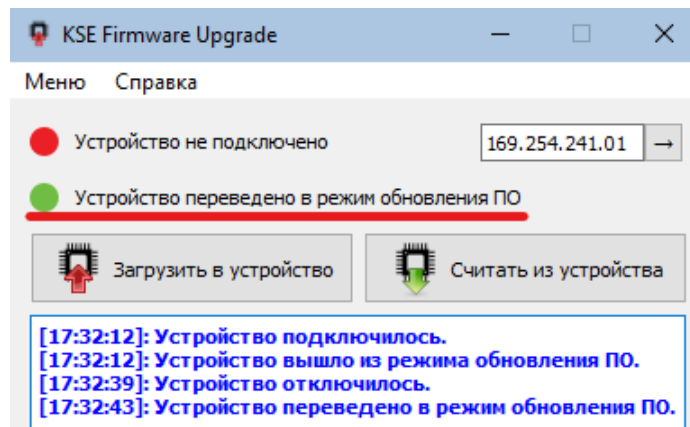 KSE Firmware Upgrade
Меню Справка
Устройство не подключено 169.254.241.01 →
Устройство переведено в режим обновления ПО
Загрузить в устройство Считать из устройства
[17:32:12]: Устройство подключилось.
[17:32:12]: Устройство вышло из режима обновления ПО.
[17:32:39]: Устройство отключилось.
[17:32:43]: Устройство переведено в режим обновления ПО.